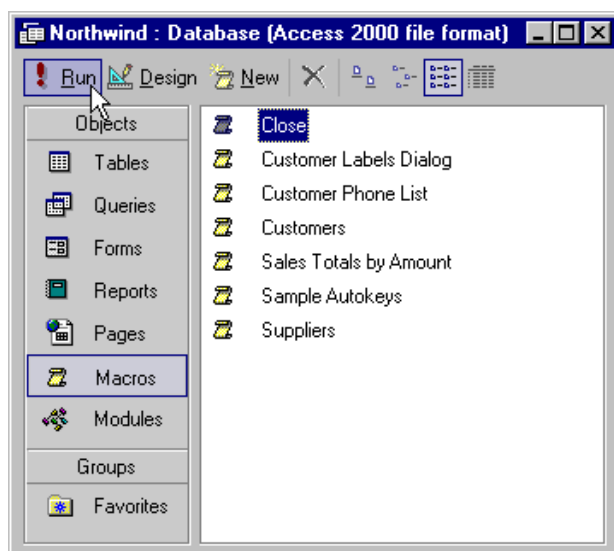 Northwind : Database (Access 2000 file format)
Run Design New
Objects
Tables
Queries
Forms
Reports
Pages
Macros
Modules
Groups
Favorites
Close
Customer Labels Dialog
Customer Phone List
Customers
Sales Totals by Amount
Sample Autokeys
Suppliers